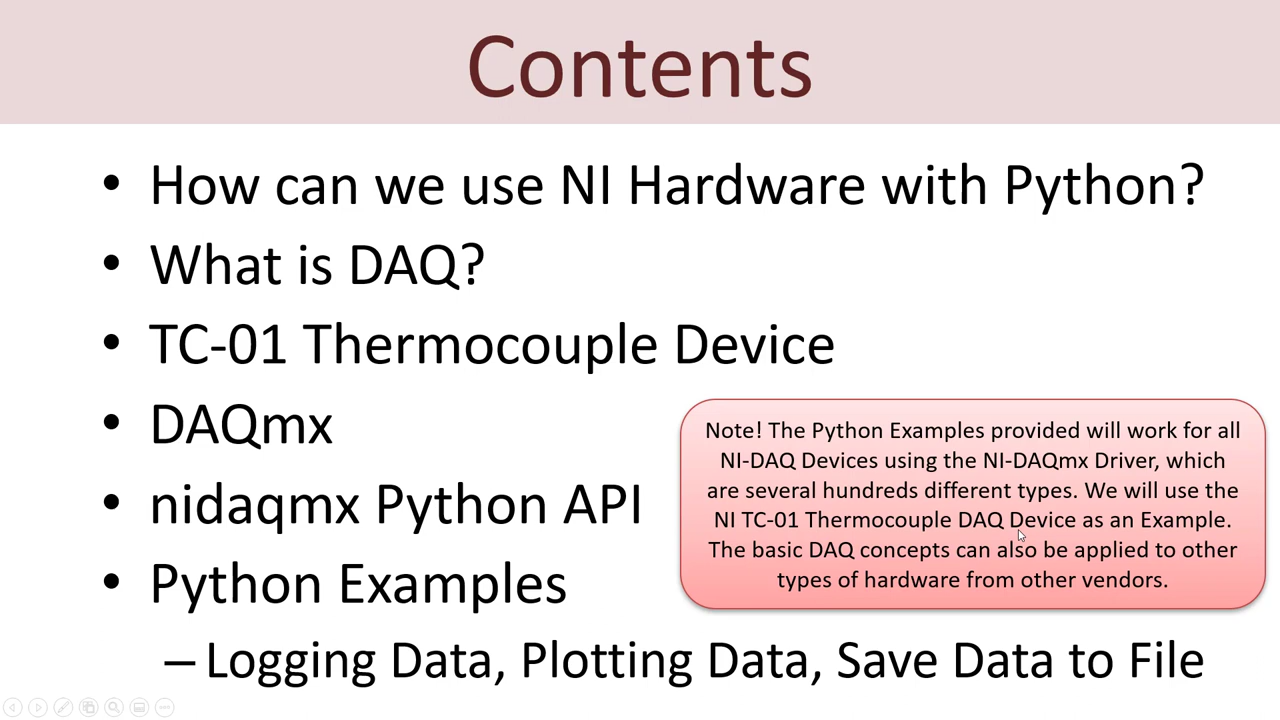 Contents
• How can we use NI Hardware with Python?
• What is DAQ?
• TC-01 Thermocouple Device
• DAQmx
• nidaqmx Python API
• Python Examples
– Logging Data, Plotting Data, Save Data to File
Note! The Python Examples provided will work for all
NI-DAQ Devices using the NI-DAQmx Driver, which
are several hundreds different types. We will use the
NI TC-01 Thermocouple DAQ Device as an Example.
The basic DAQ concepts can also be applied to other
types of hardware from other vendors.